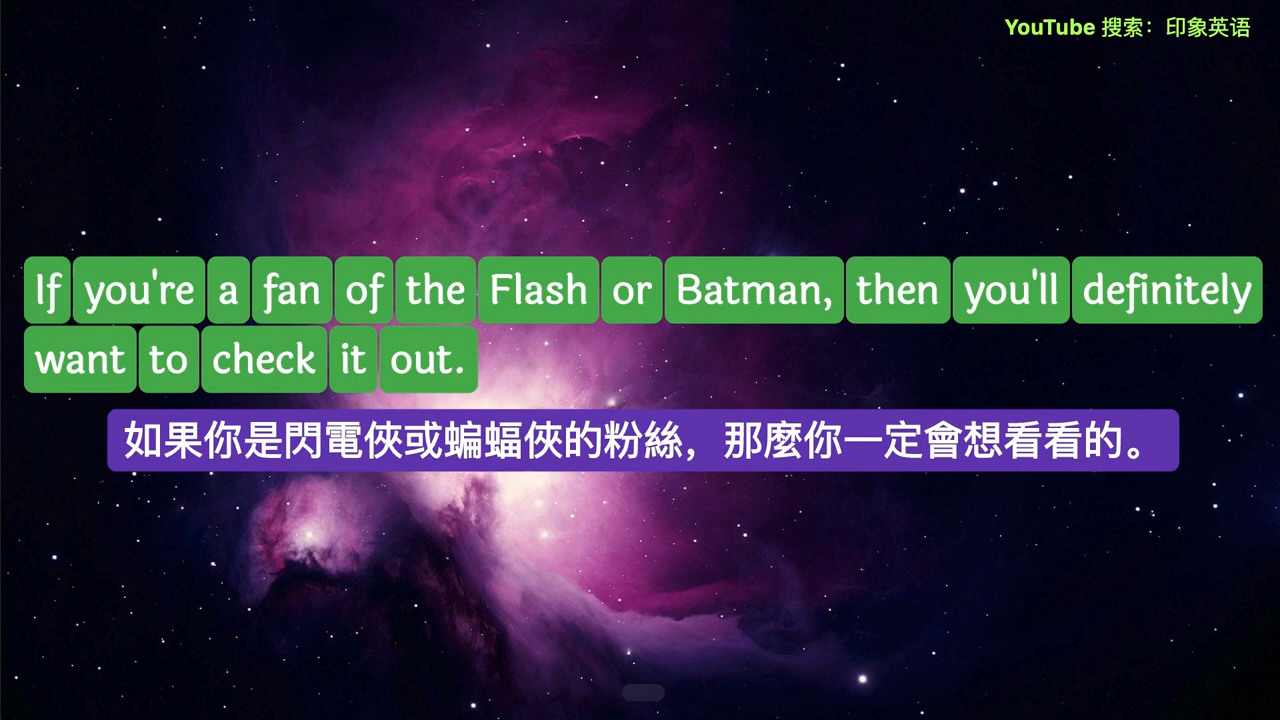 YouTube 搜索：印象英语
If you're a fan of the Flash or Batman, then you'll definitely
want to check it out.
如果你是閃電俠或蝙蝠俠的粉絲，那麼你一定會想看看的。